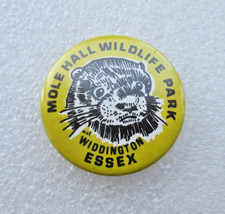 MOLE HALL WILDLIFE PARK
WIDDINGTON
ESSEX